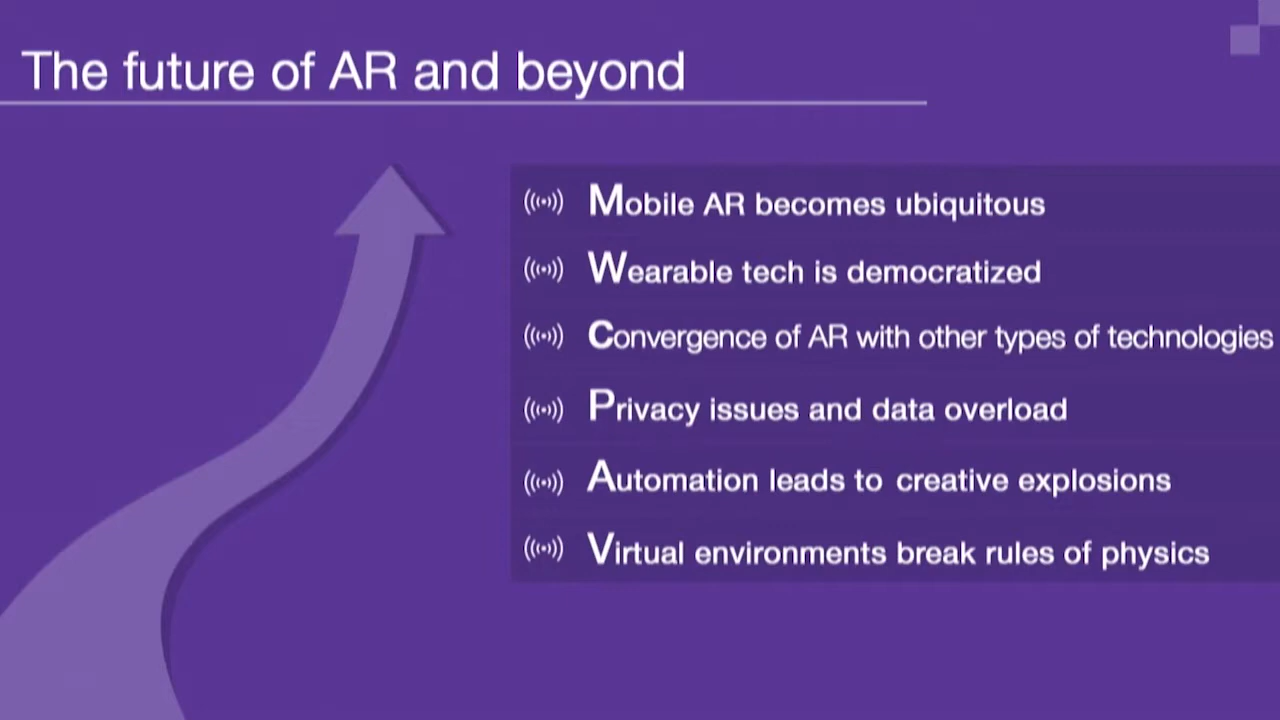 The future of AR and beyond
Mobile AR becomes ubiquitous
Wearable tech is democratized
Convergence of AR with other types of technologies
Privacy issues and data overload
Automation leads to creative explosions
Virtual environments break rules of physics